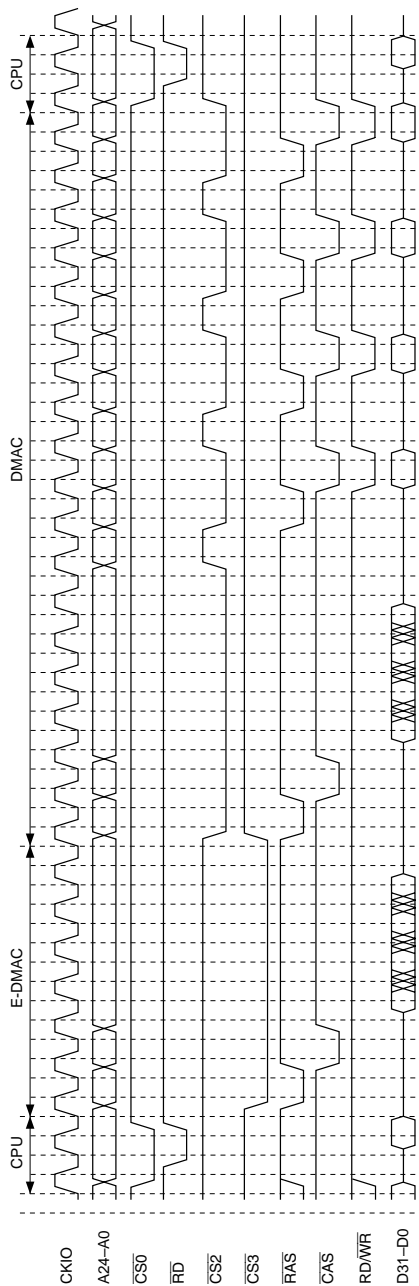 CPU
E-DMAC
DMAC
CPU
CKIO
A24–A0
CS0
RD
CS2
CS3
RAS
CAS
RD/WR
D31–D0